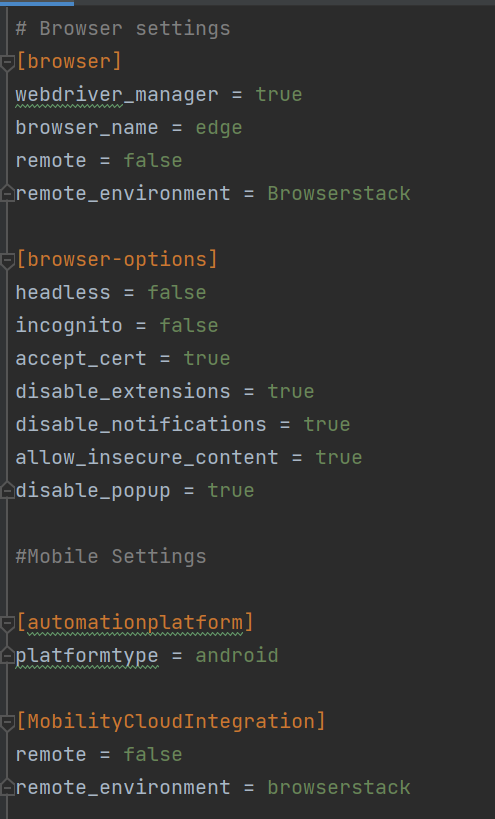 # Browser settings
[browser]
webdriver_manager = true
browser_name = edge
remote = false
remote_environment = Browserstack
[browser-options]
headless = false
incognito = false
accept_cert = true
disable_extensions = true
disable_notifications = true
allow_insecure_content = true
disable_popup = true
#Mobile Settings
[automationplatform]
platformtype = android
[MobilityCloudIntegration]
remote = false
remote_environment = browserstack